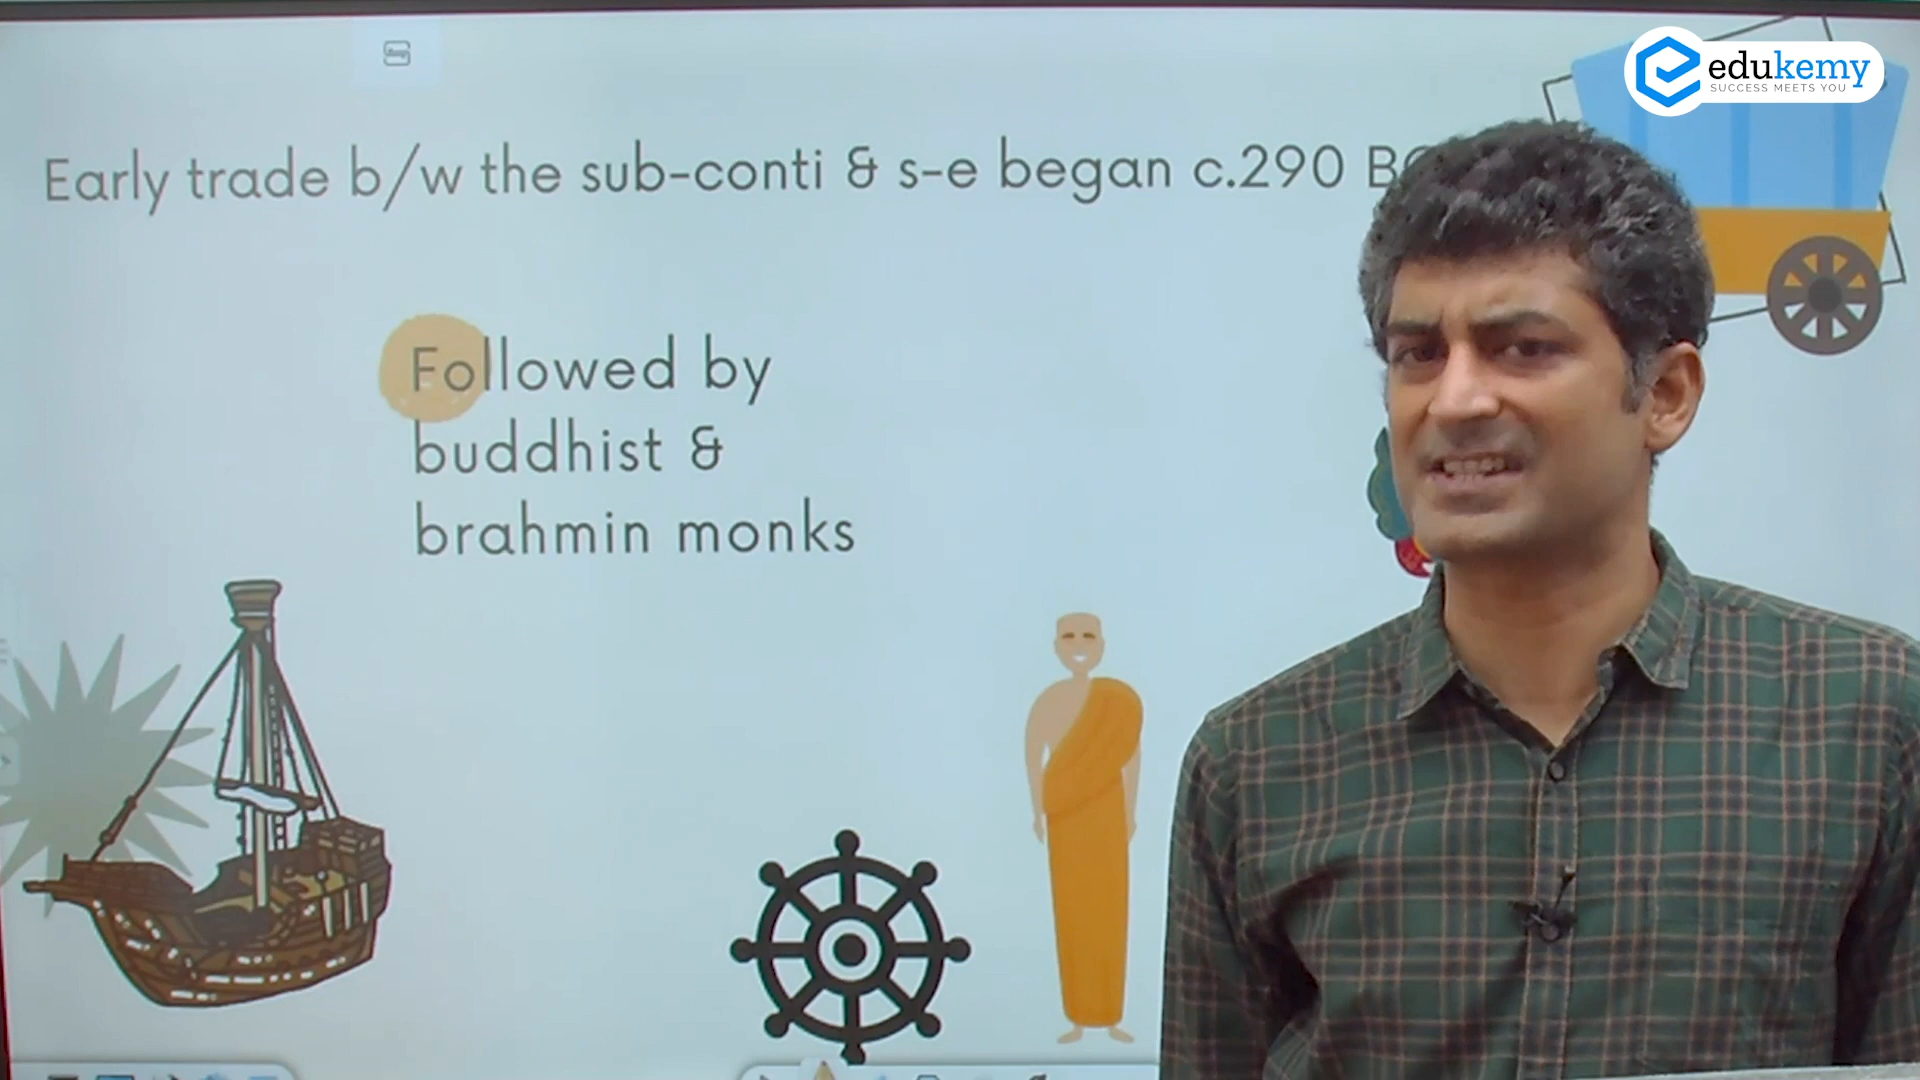 edukemy
SUCCESS MEETS YOU
Early trade b/w the sub-conti & s-e began c.290
Followed by
buddhist &
brahmin monks